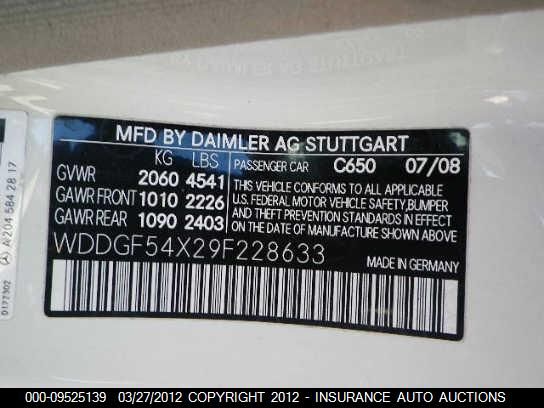 MFD BY DAIMLER AG STUTTGART
KG LBS PASSENGER CAR C650 07/08
GVWR 2060 4541
GAWR FRONT 1010 2226
GAWR REAR 1090 2403
THIS VEHICLE CONFORMS TO ALL APPLICABLE
U.S. FEDERAL MOTOR VEHICLE SAFETY,BUMPER
AND THEFT PREVENTION STANDARDS IN EFFECT
ON THE DATE OF MANUFACTURE SHOWN ABOVE.
WDDGF54X29F228633
MADE IN GERMANY
A 204 584 28 17
D177302
000-09525139 03/27/2012 COPYRIGHT 2012 - INSURANCE AUTO AUCTIONS